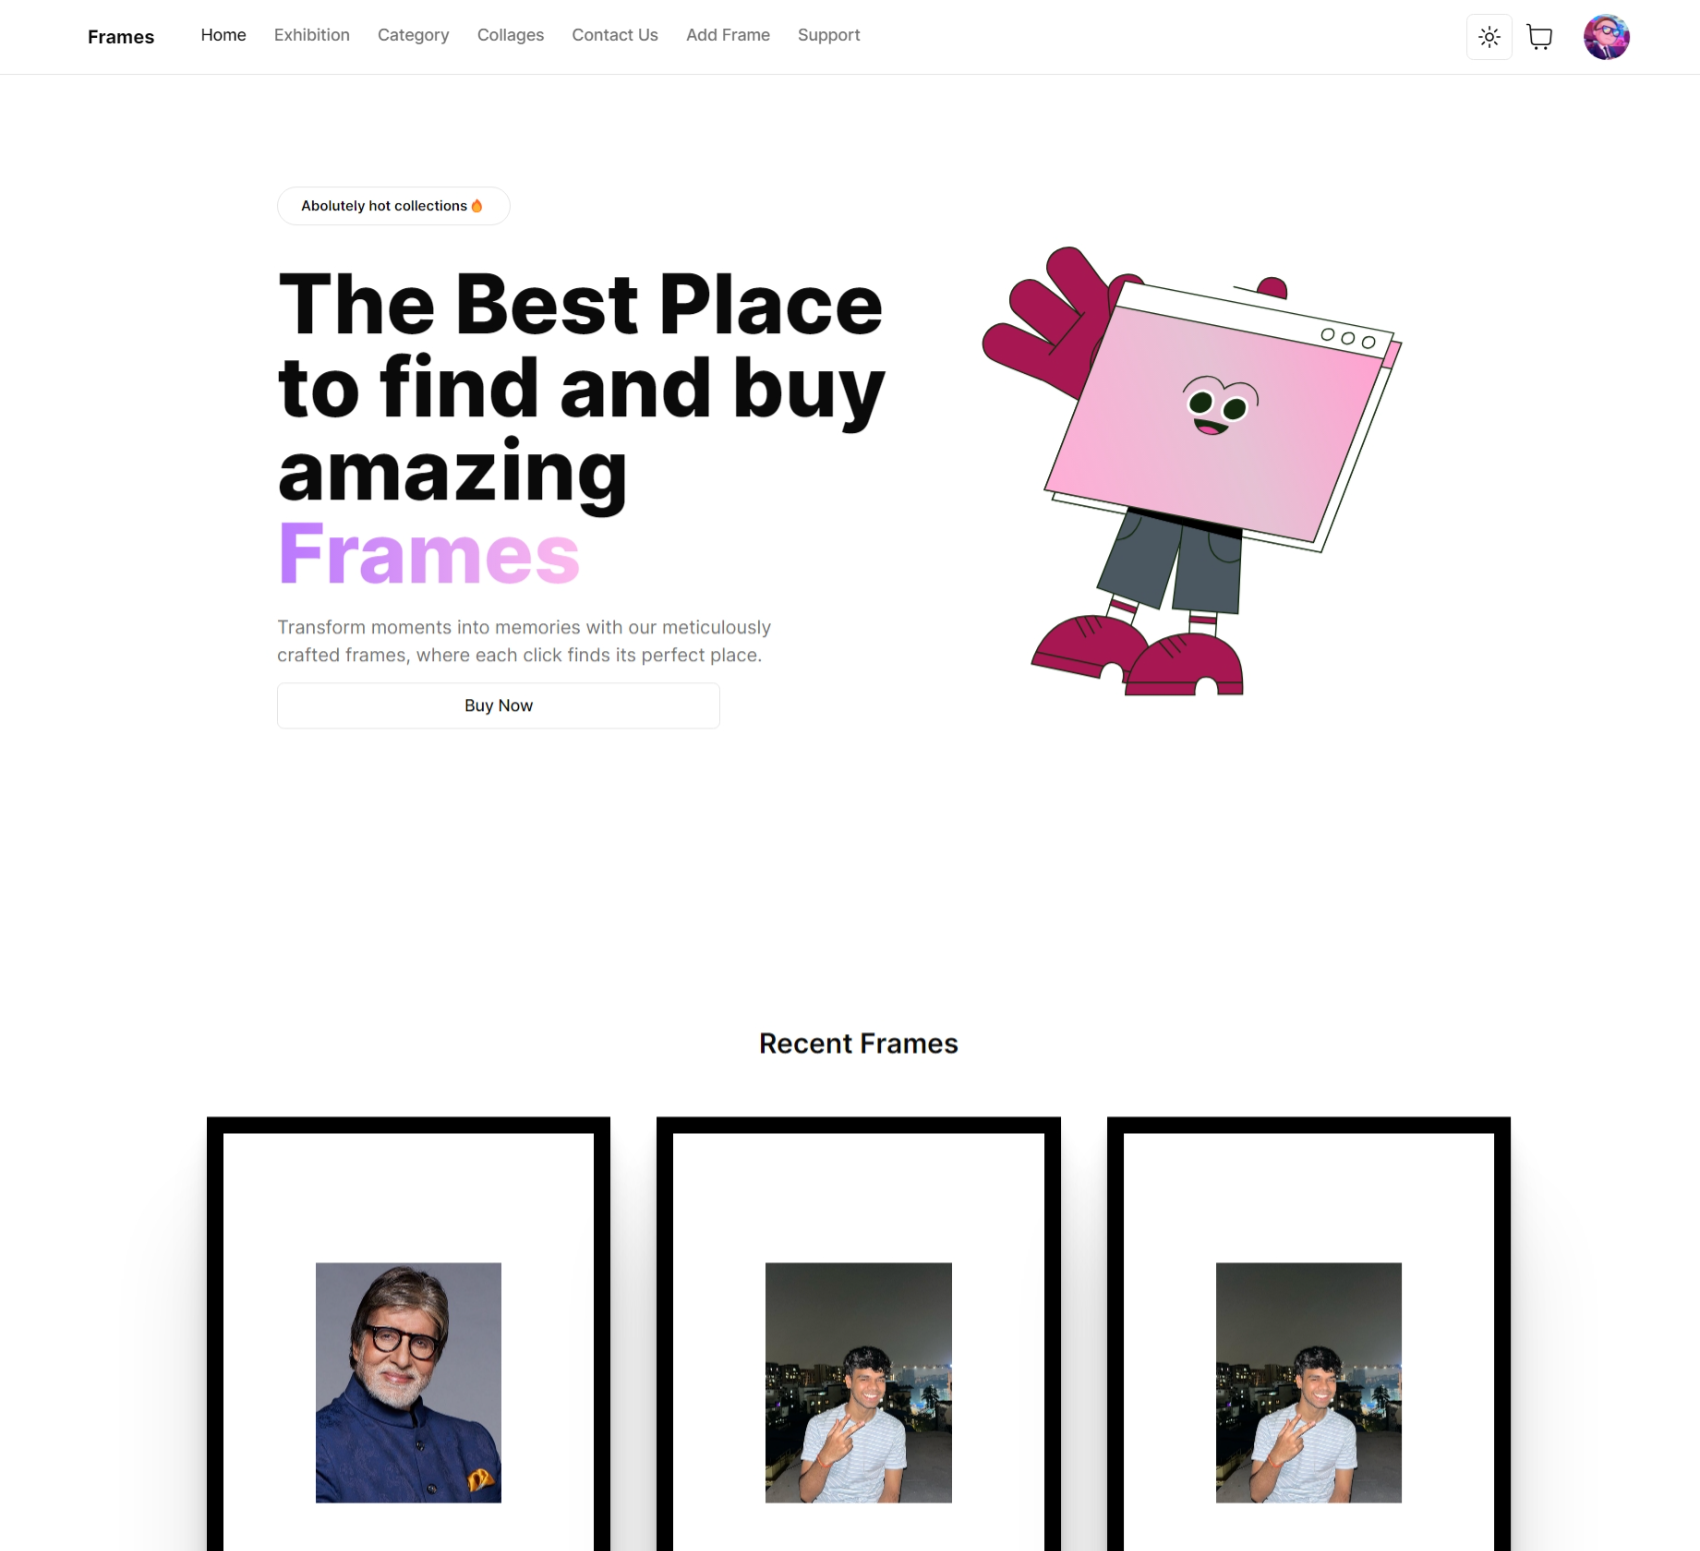 Frames Home Exhibition Category Collages Contact Us Add Frame Support
Abolutely hot collections🔥
The Best Place
to find and buy
amazing
Frames
Transform moments into memories with our meticulously
crafted frames, where each click finds its perfect place.
Buy Now
Recent Frames